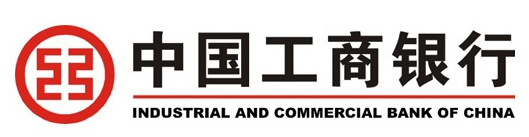 中国工商银行
INDUSTRIAL AND COMMERCIAL BANK OF CHINA